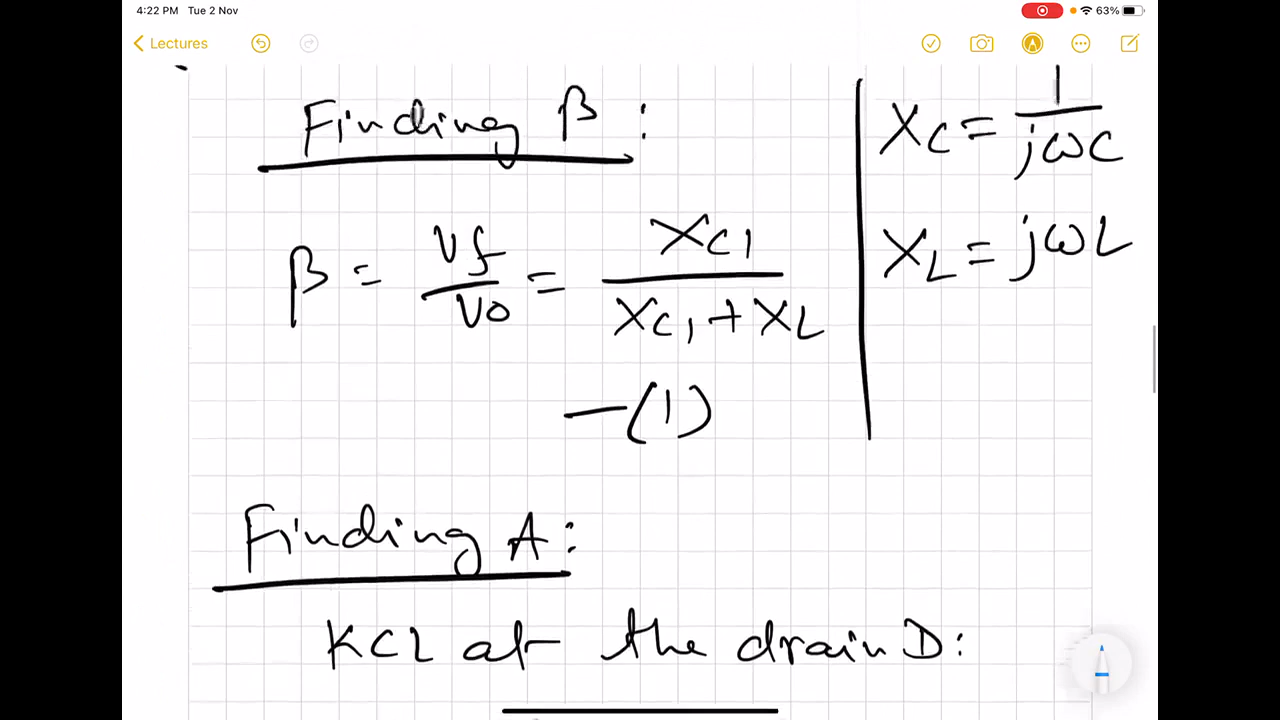 4:22 PM Tue 2 Nov
63%
Lectures
Finding β :
β = Vf/Vo = XC1/(XC1 + XL)
—(1)
XC = 1/jωC
XL = jωL
Finding A:
KCL at the drain D: